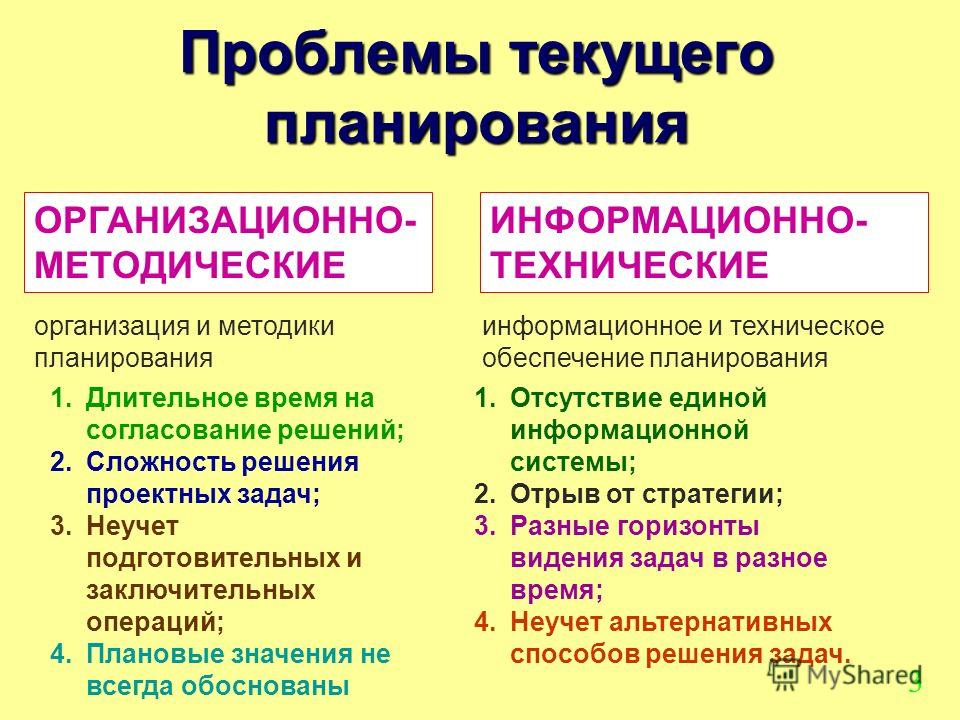 Проблемы текущего
планирования
ОРГАНИЗАЦИОННО-
МЕТОДИЧЕСКИЕ
организация и методики
планирования
1. Длительное время на
согласование решений;
2. Сложность решения
проектных задач;
3. Неучет
подготовительных и
заключительных
операций;
4. Плановые значения не
всегда обоснованы
ИНФОРМАЦИОННО-
ТЕХНИЧЕСКИЕ
информационное и техническое
обеспечение планирования
1. Отсутствие единой
информационной
системы;
2. Отрыв от стратегии;
3. Разные горизонты
видения задач в разное
время;
4. Неучет альтернативных
способов решения задач.
MyShared